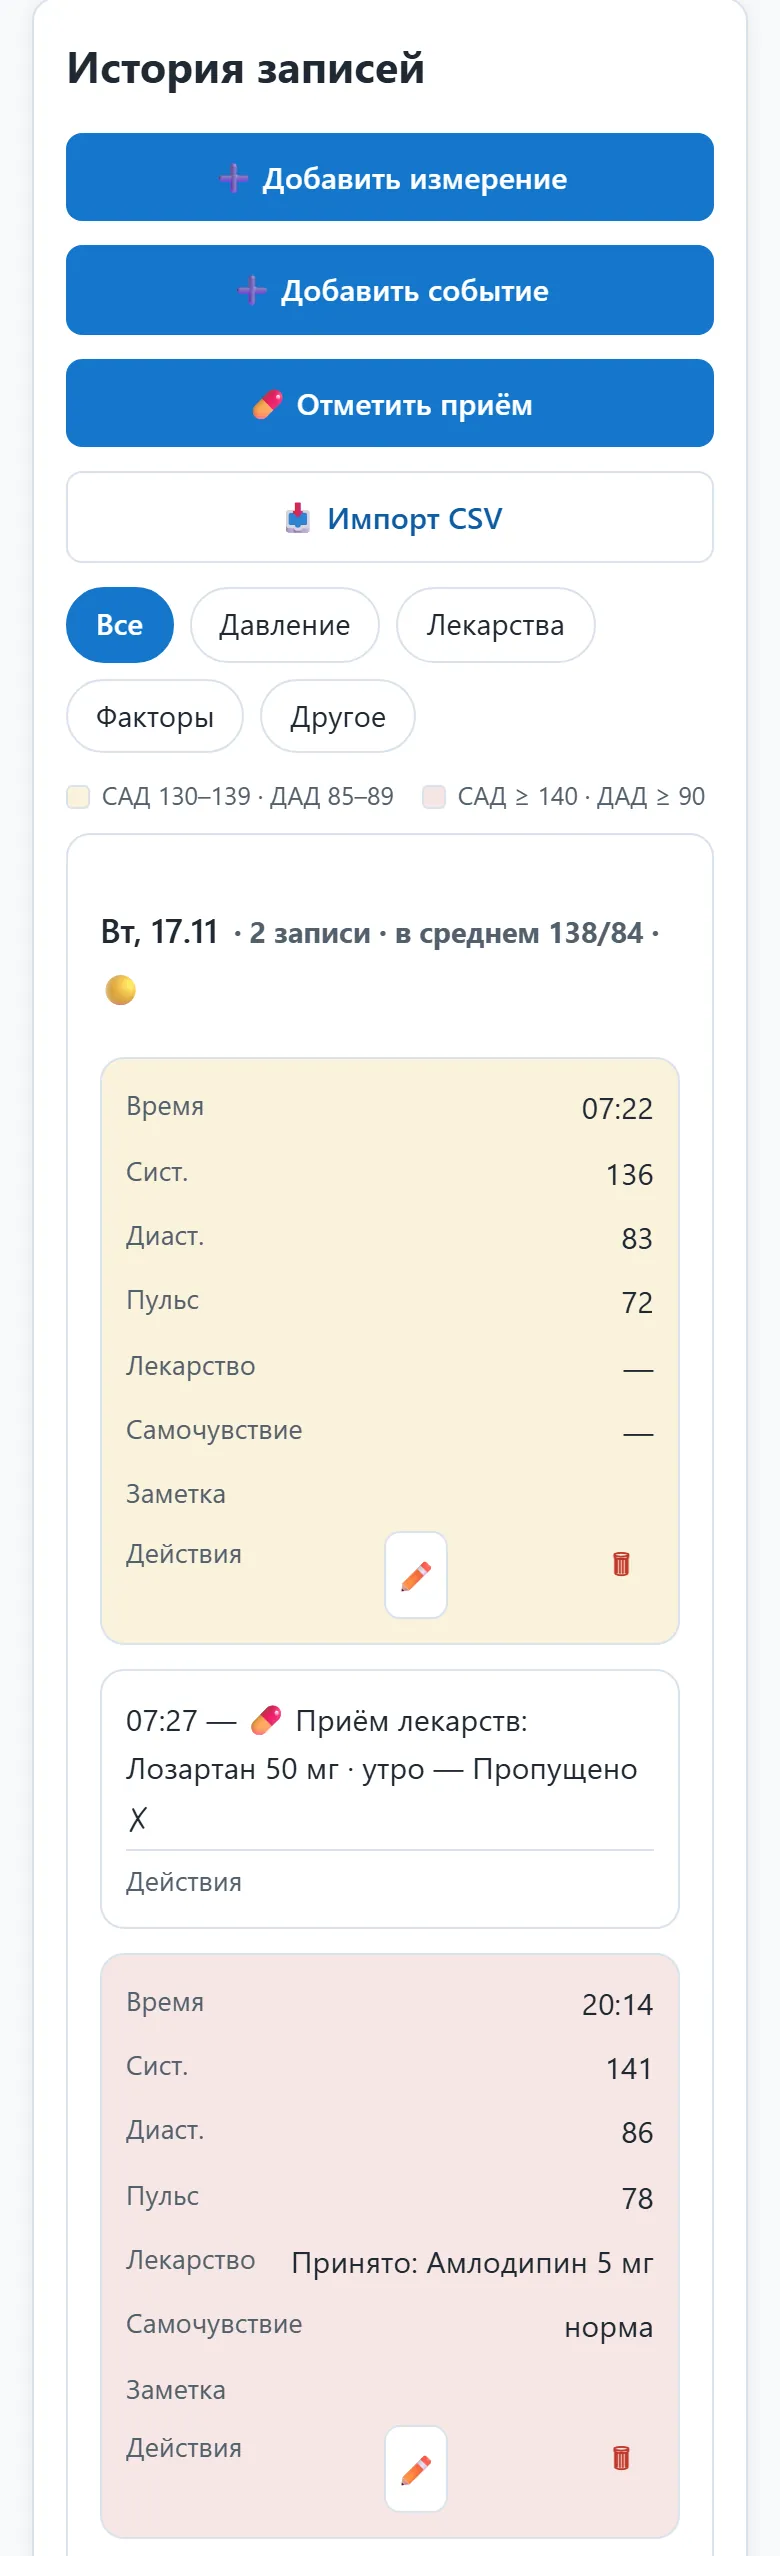 История записей
➕ Добавить измерение
➕ Добавить событие
💊 Отметить приём
📥 Импорт CSV
Все Давление Лекарства
Факторы Другое
САД 130–139 · ДАД 85–89 САД ≥ 140 · ДАД ≥ 90
Вт, 17.11 · 2 записи · в среднем 138/84 ·
🟡
Время 07:22
Сист. 136
Диаст. 83
Пульс 72
Лекарство —
Самочувствие —
Заметка
Действия ✏️ 🗑
07:27 — 💊 Приём лекарств:
Лозартан 50 мг · утро — Пропущено
✗
Действия
Время 20:14
Сист. 141
Диаст. 86
Пульс 78
Лекарство Принято: Амлодипин 5 мг
Самочувствие норма
Заметка
Действия ✏️ 🗑